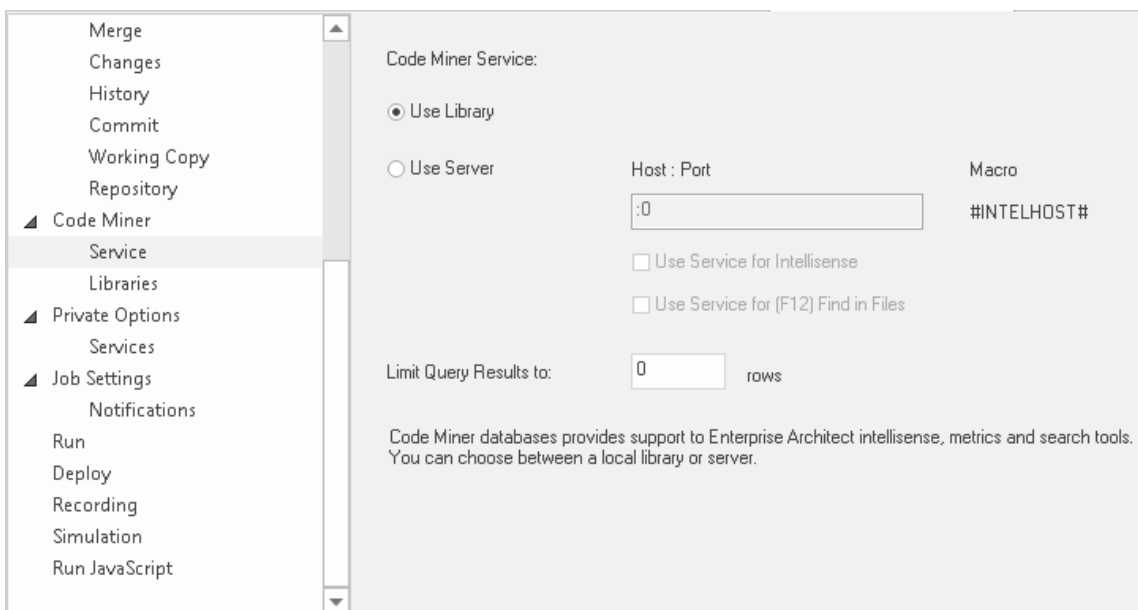 Merge
Changes
History
Commit
Working Copy
Repository
Code Miner
Service
Libraries
Private Options
Services
Job Settings
Notifications
Run
Deploy
Recording
Simulation
Run JavaScript
Code Miner Service:
Use Library
Use Server Host : Port Macro
:0 #INTELHOST#
Use Service for Intellisense
Use Service for (F12) Find in Files
Limit Query Results to: 0 rows
Code Miner databases provides support to Enterprise Architect intellisense, metrics and search tools.
You can choose between a local library or server.